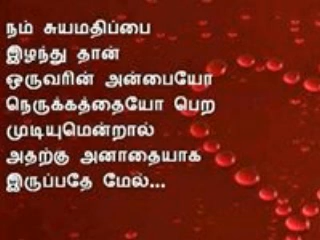 நம் சுயமதிப்பை
இழந்து தான்
ஒருவரின் அன்பையோ
நெருக்கத்தையோ பெற
முடியுமென்றால்
அதற்கு அனாதையாக
இருப்பதே மேல்...